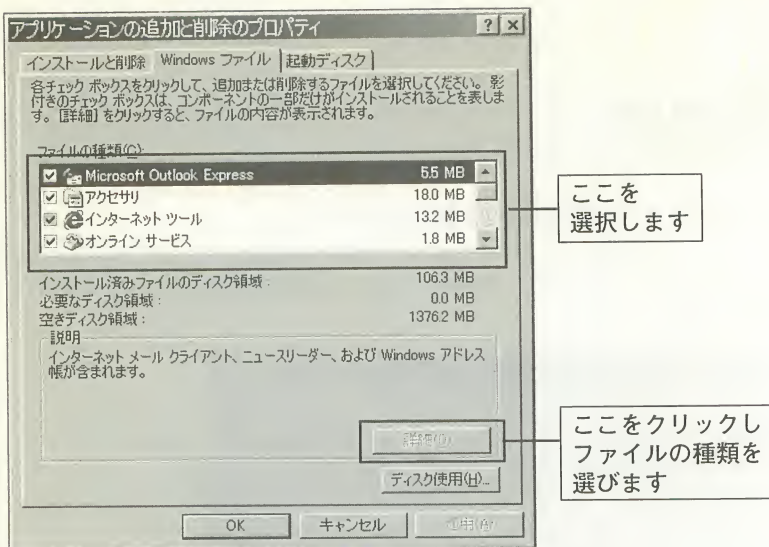 アプリケーションの追加と削除のプロパティ
インストールと削除 Windows ファイル 起動ディスク
各チェック ボックスをクリックして、追加または削除するファイルを選択してください。影
付きのチェック ボックスは、コンポーネントの一部だけがインストールされることを表しま
す。[詳細] をクリックすると、ファイルの内容が表示されます。
ファイルの種類(C):
Microsoft Outlook Express 5.5 MB
アクセサリ 18.0 MB
インターネット ツール 13.2 MB
オンライン サービス 1.8 MB
ここを
選択します
インストール済みファイルのディスク領域: 106.3 MB
必要なディスク領域: 0.0 MB
空きディスク領域: 1376.2 MB
説明
インターネット メール クライアント、ニュースリーダー、および Windows アドレス
帳が含まれます。
詳細(D)...
ここをクリックし
ファイルの種類を
選びます
ディスク使用(H)...
OK キャンセル 適用(A)